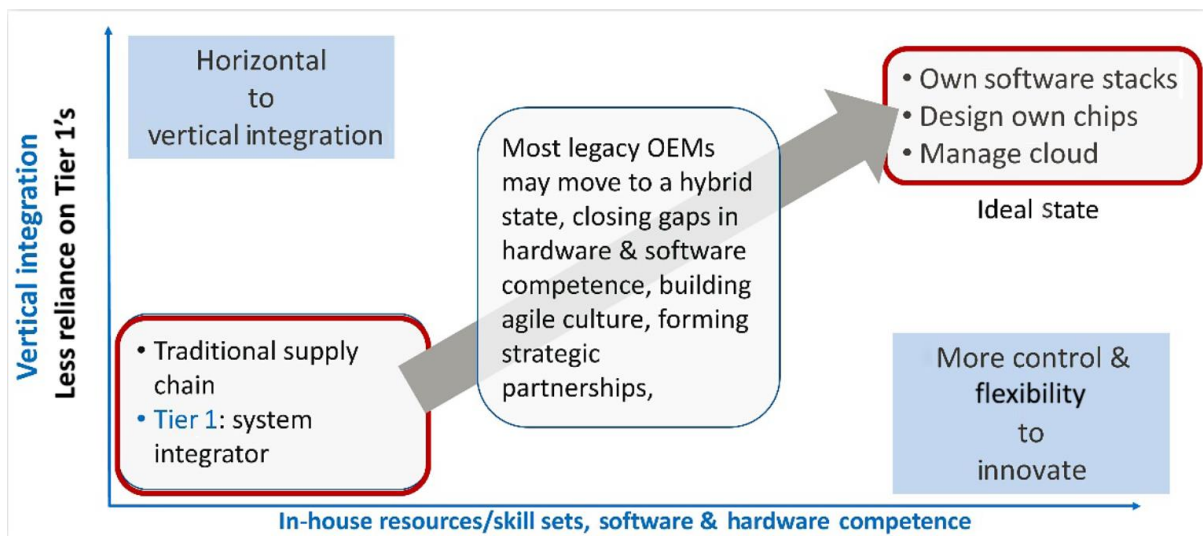 Vertical integration
Less reliance on Tier 1's
Horizontal
to
vertical integration
• Traditional supply
chain
• Tier 1: system
integrator
Most legacy OEMs
may move to a hybrid
state, closing gaps in
hardware & software
competence, building
agile culture, forming
strategic
partnerships,
• Own software stacks
• Design own chips
• Manage cloud
Ideal State
More control &
flexibility
to
innovate
In-house resources/skill sets, software & hardware competence